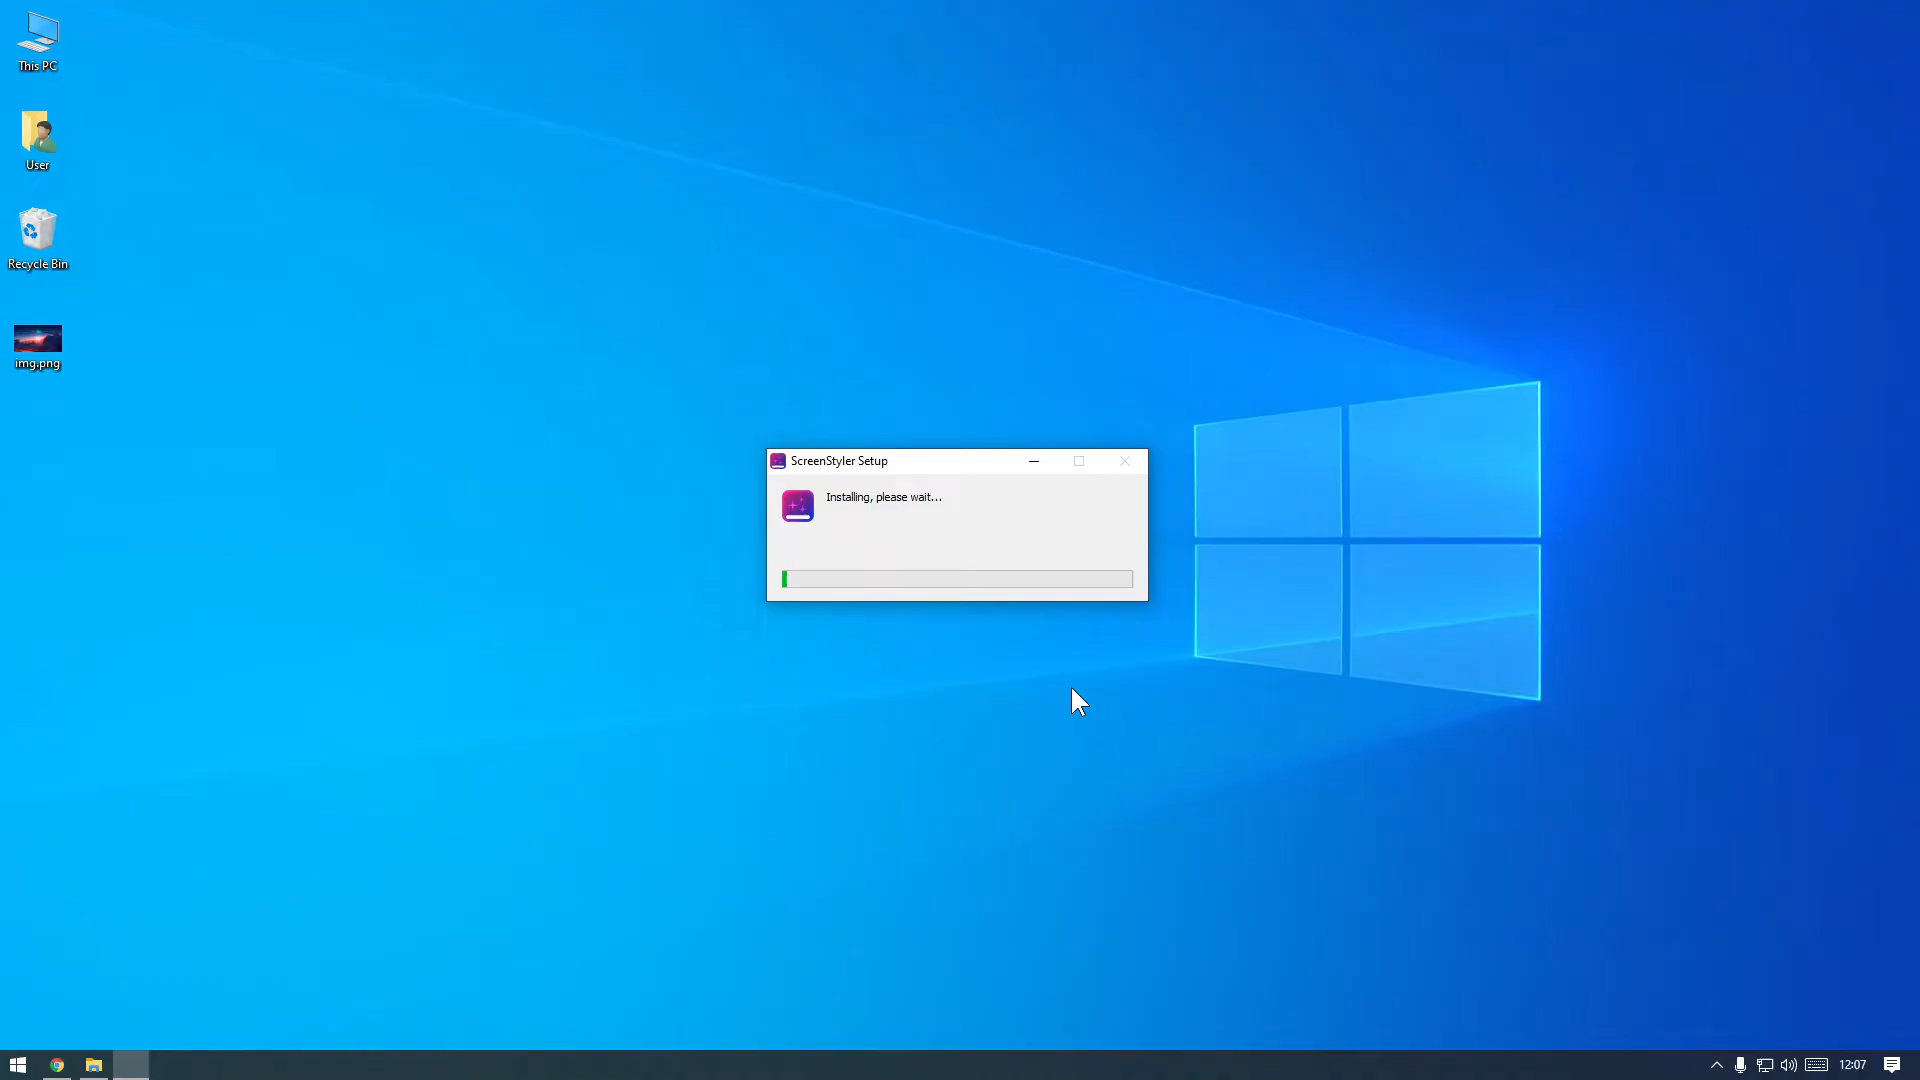 This PC
User
Recycle Bin
img.png
ScreenStyler Setup
Installing, please wait...
12:07